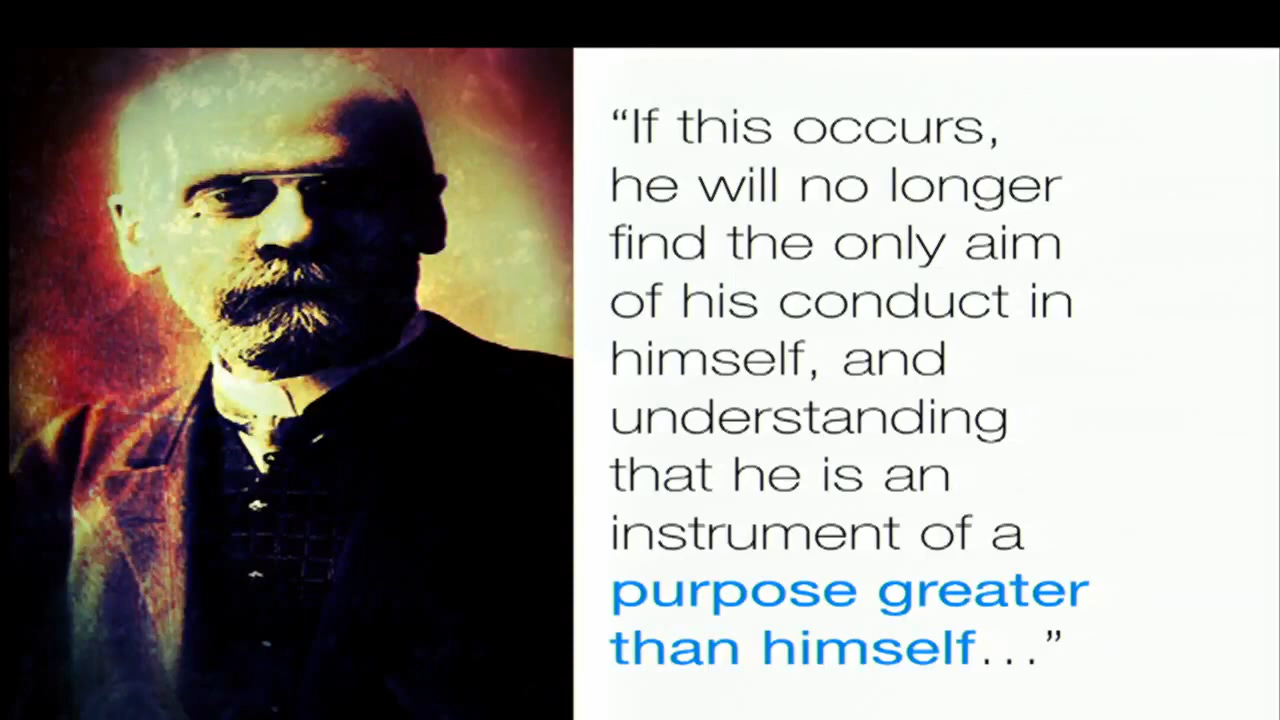 “If this occurs,
he will no longer
find the only aim
of his conduct in
himself, and
understanding
that he is an
instrument of a
purpose greater
than himself...”